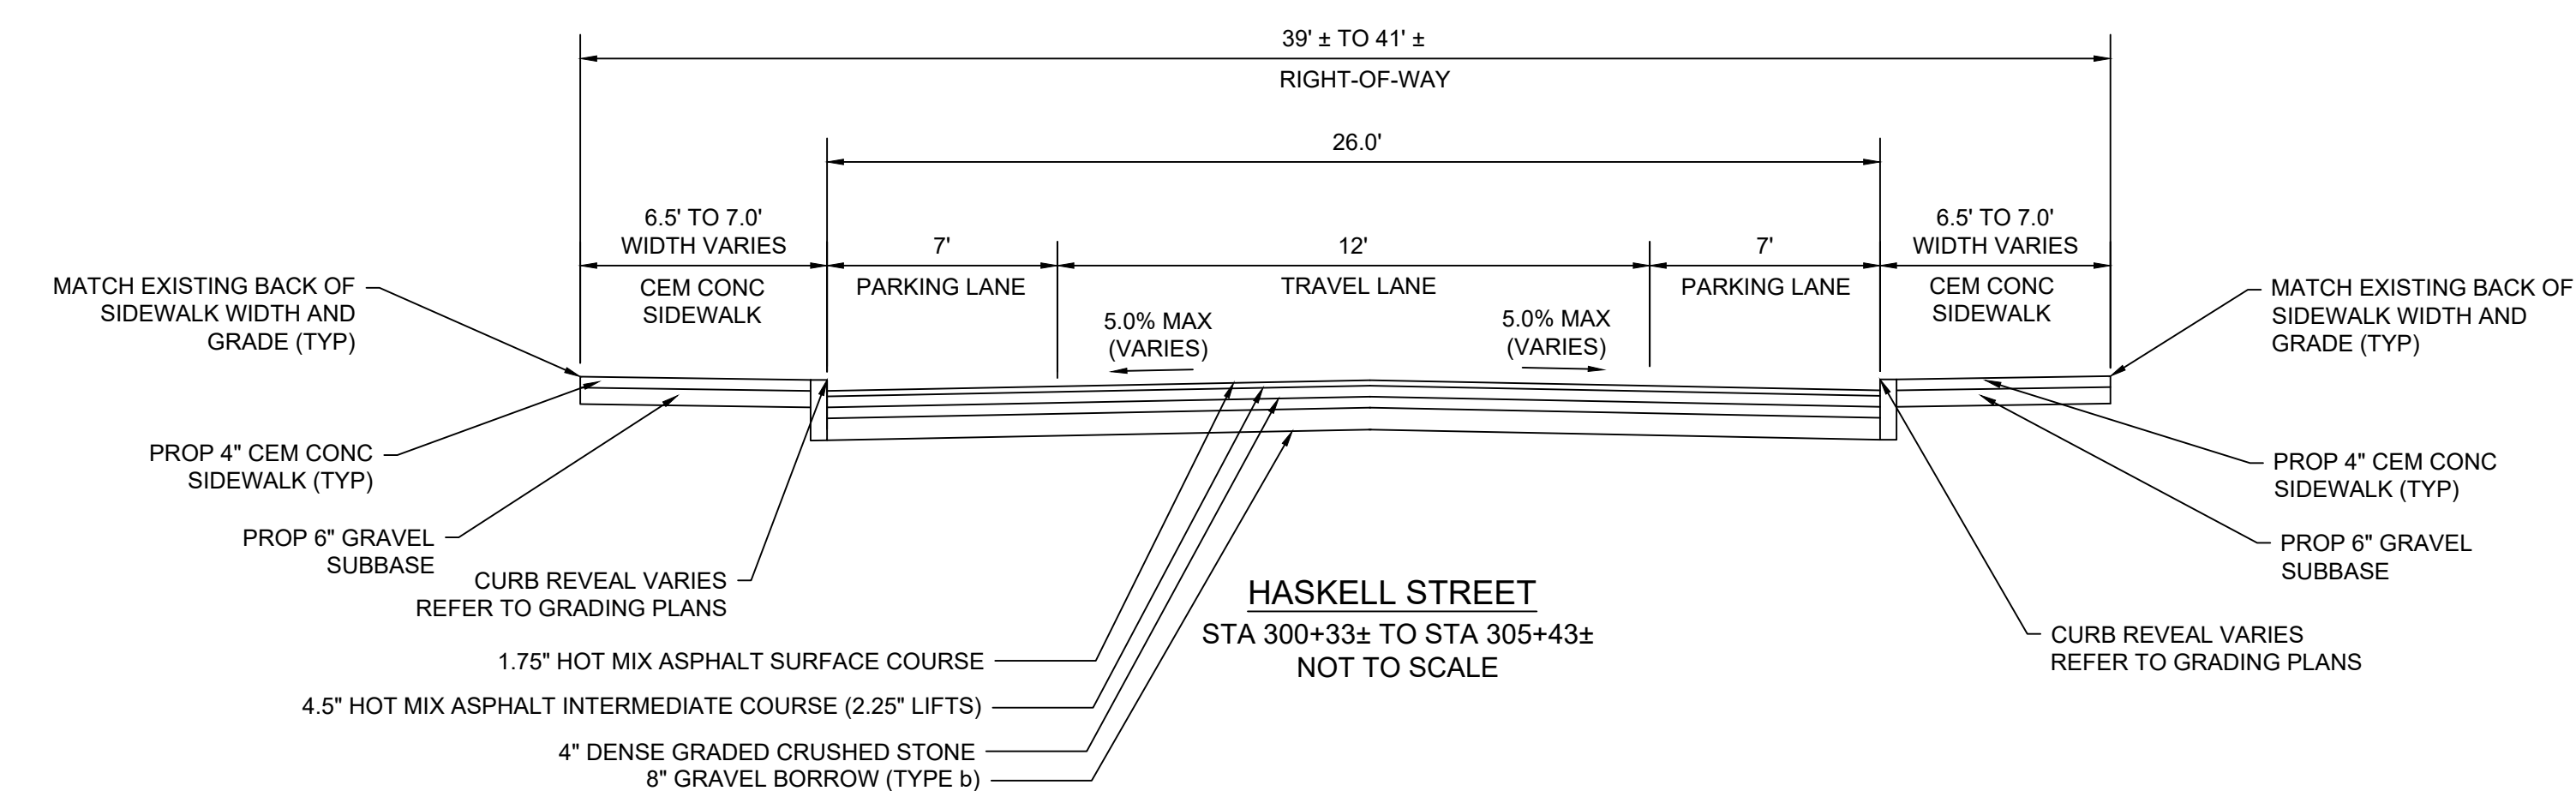 39' ± TO 41' ±
RIGHT-OF-WAY
26.0'
6.5' TO 7.0'
WIDTH VARIES
CEM CONC
SIDEWALK
7'
PARKING LANE
12'
TRAVEL LANE
7'
PARKING LANE
6.5' TO 7.0'
WIDTH VARIES
CEM CONC
SIDEWALK
5.0% MAX
(VARIES)
5.0% MAX
(VARIES)
MATCH EXISTING BACK OF
SIDEWALK WIDTH AND
GRADE (TYP)
PROP 4" CEM CONC
SIDEWALK (TYP)
PROP 6" GRAVEL
SUBBASE
CURB REVEAL VARIES
REFER TO GRADING PLANS
1.75" HOT MIX ASPHALT SURFACE COURSE
4.5" HOT MIX ASPHALT INTERMEDIATE COURSE (2.25" LIFTS)
4" DENSE GRADED CRUSHED STONE
8" GRAVEL BORROW (TYPE b)
HASKELL STREET
STA 300+33± TO STA 305+43±
NOT TO SCALE
MATCH EXISTING BACK OF
SIDEWALK WIDTH AND
GRADE (TYP)
PROP 4" CEM CONC
SIDEWALK (TYP)
PROP 6" GRAVEL
SUBBASE
CURB REVEAL VARIES
REFER TO GRADING PLANS